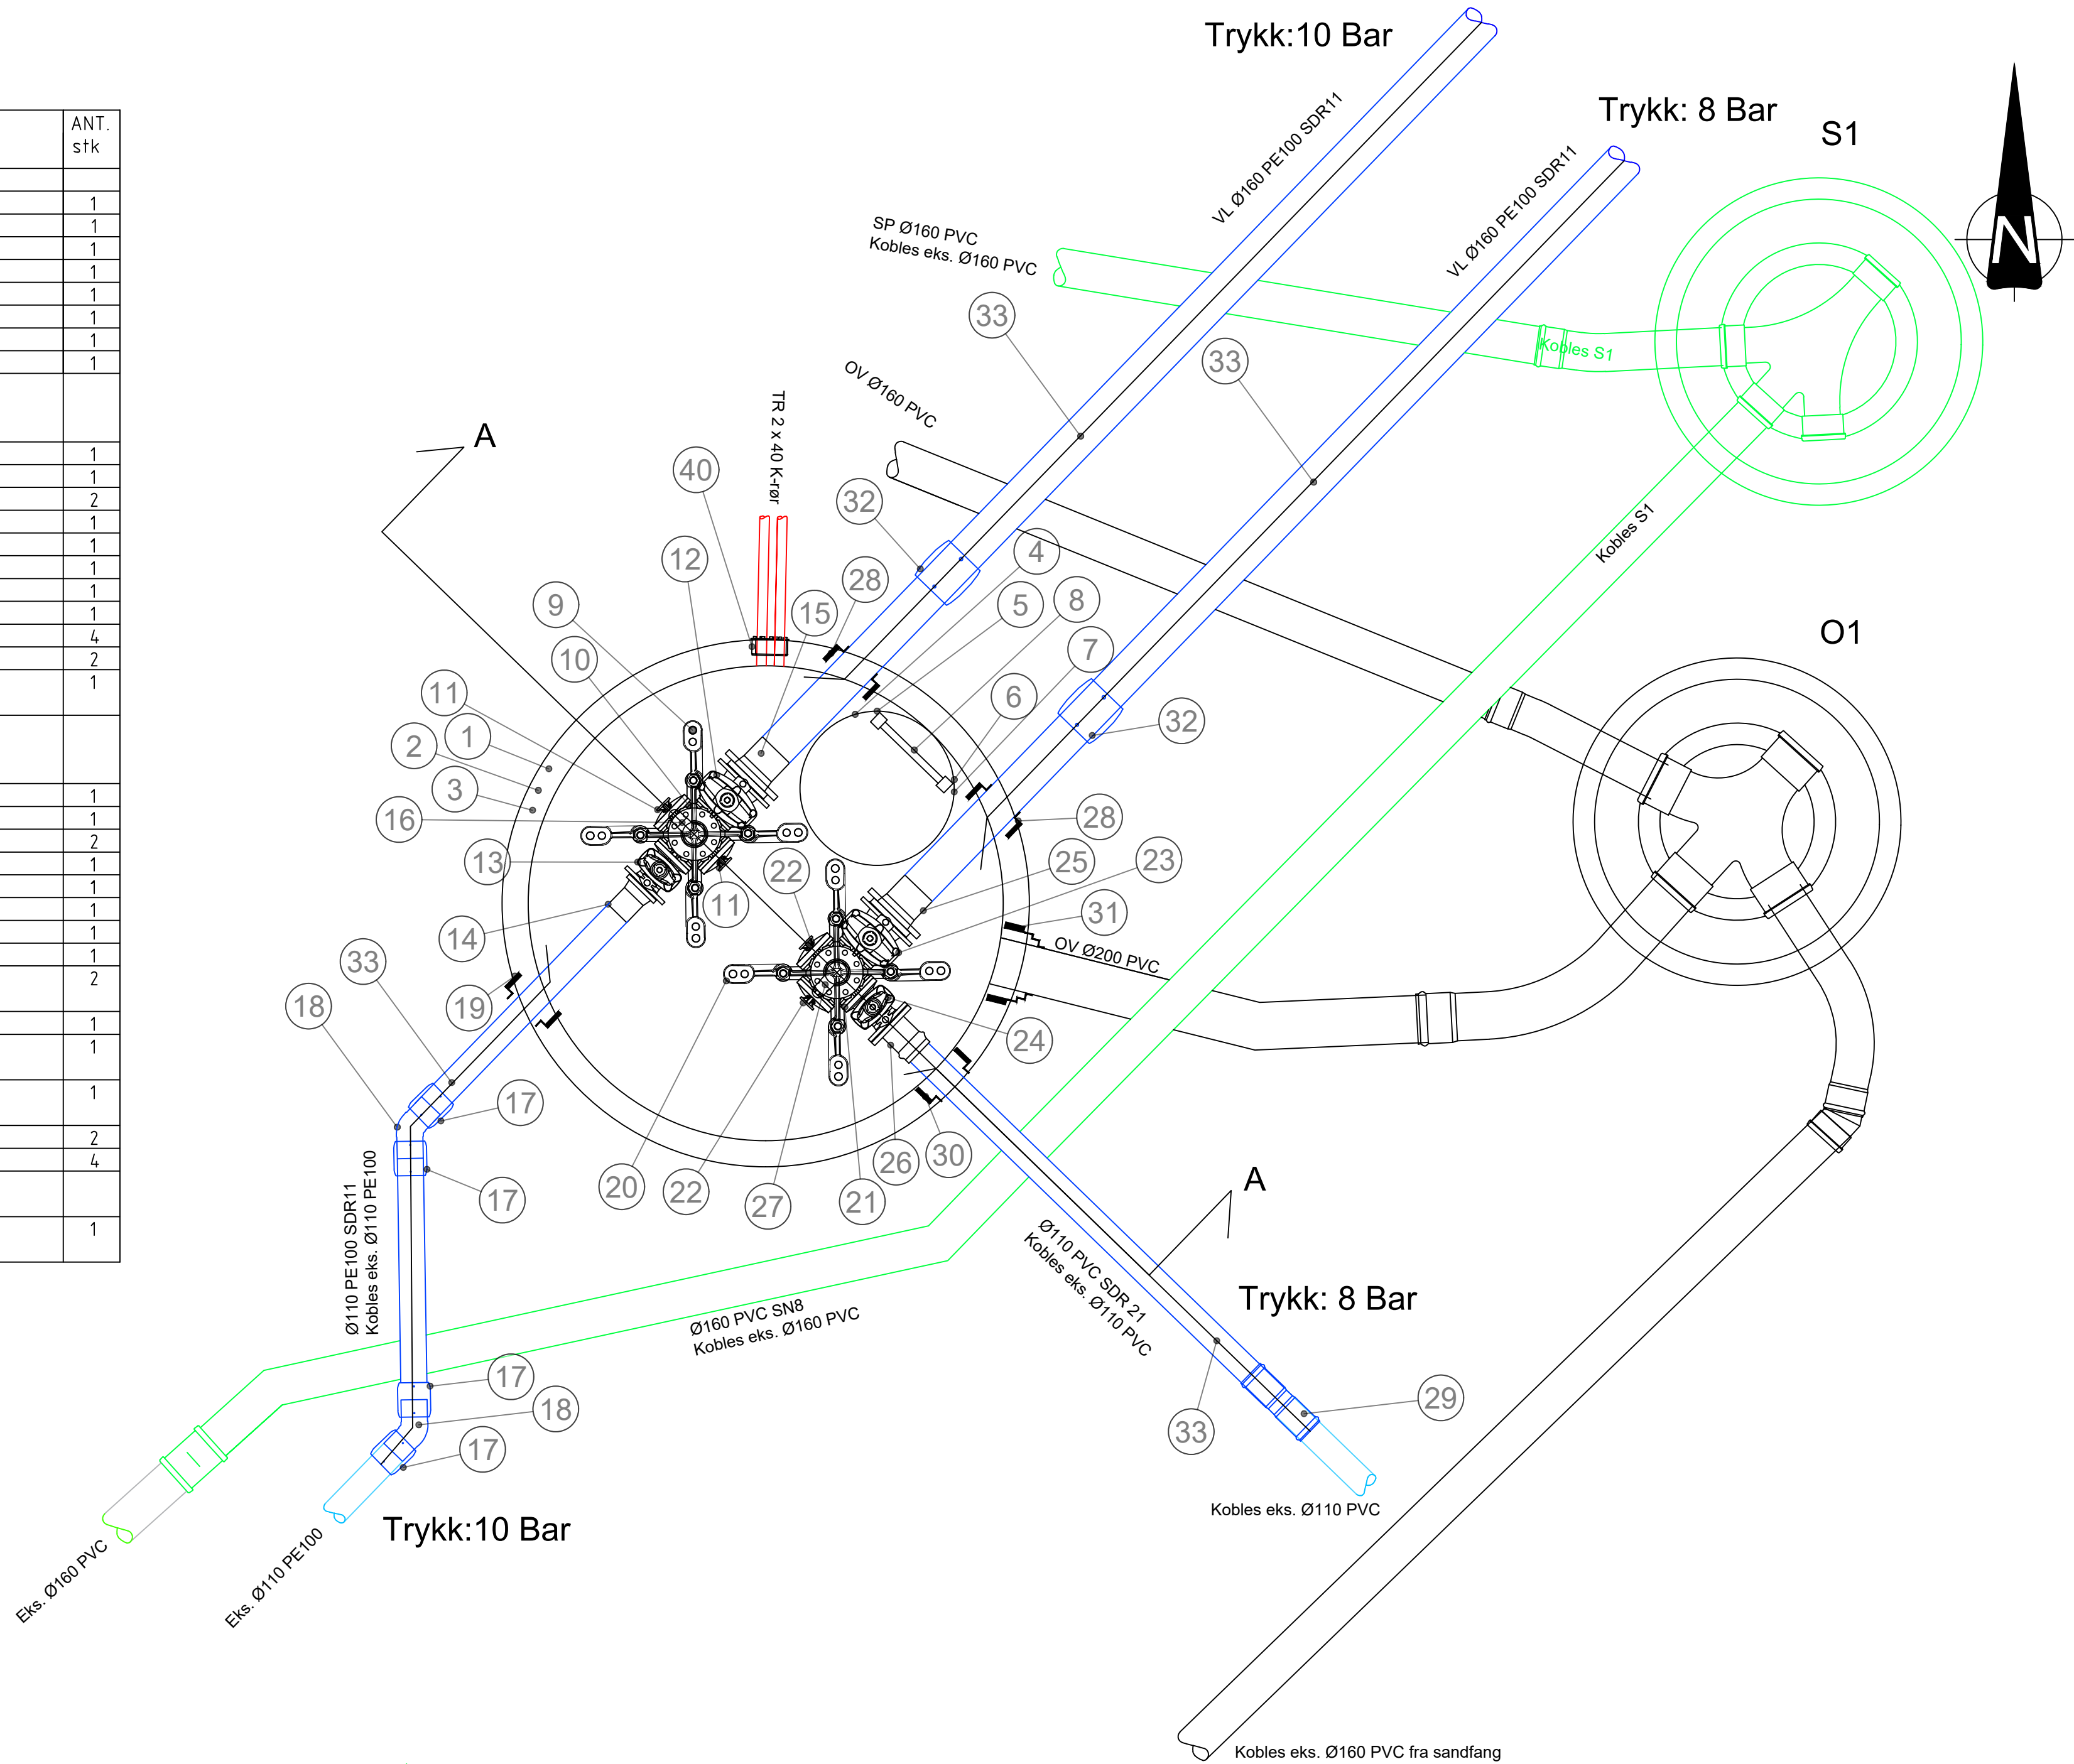 ANT.
stk
1
1
1
1
1
1
1
1
1
1
2
1
1
1
1
1
4
2
1
1
1
2
1
1
1
1
1
2
1
1
1
2
4
1
Trykk:10 Bar
Trykk: 8 Bar
S1
N
VL Ø160 PE100 SDR11
VL Ø160 PE100 SDR11
SP Ø160 PVC
Kobles eks. Ø160 PVC
33
Kobles S1
33
OV Ø160 PVC
TR 2 x 40 K-rør
A
40
32
Kobles S1
4
12
28
5
8
9
15
O1
10
7
11
6
1
2
32
3
16
28
13
22
25
23
11
31
14
OV Ø200 PVC
33
18
19
24
17
30
26
A
20
22
27
21
17
Ø110 PE100 SDR11
Kobles eks. Ø110 PE100
Ø110 PVC SDR 21
Kobles eks. Ø110 PVC
Trykk: 8 Bar
Ø160 PVC SN8
Kobles eks. Ø160 PVC
17
18
29
33
17
Kobles eks. Ø110 PVC
Trykk:10 Bar
Eks. Ø160 PVC
Eks. Ø110 PE100
Kobles eks. Ø160 PVC fra sandfang